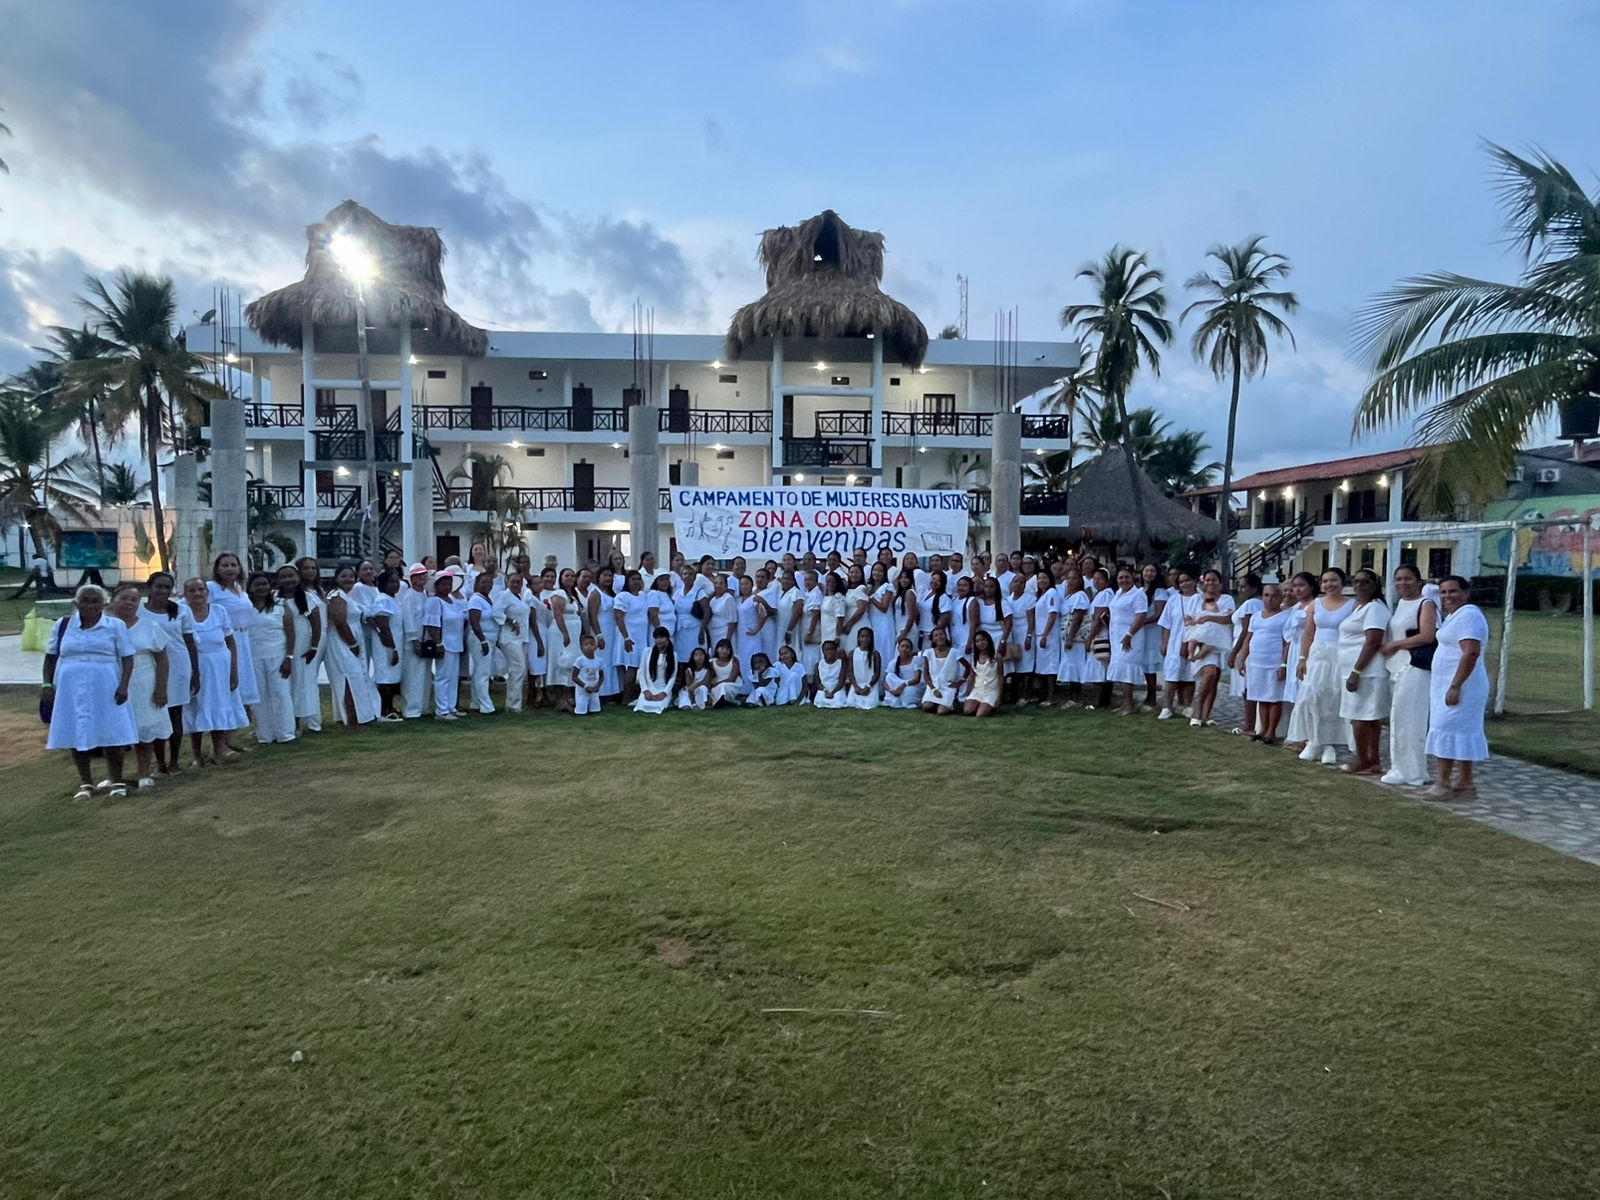 CAMPAMENTO DE MUJERES BAUTISTAS
ZONA CORDOBA
Bienvenidas